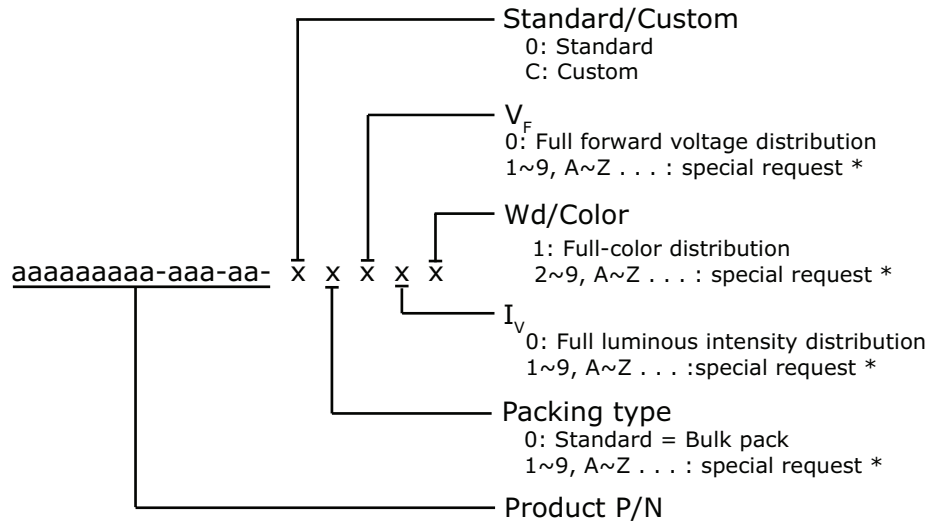 Standard/Custom
0: Standard
C: Custom
VF
0: Full forward voltage distribution
1~9, A~Z . . . : special request *
Wd/Color
1: Full-color distribution
2~9, A~Z . . . : special request *
aaaaaaaaa-aaa-aa- x x x x x
IV
0: Full luminous intensity distribution
1~9, A~Z . . . :special request *
Packing type
0: Standard = Bulk pack
1~9, A~Z . . . : special request *
Product P/N